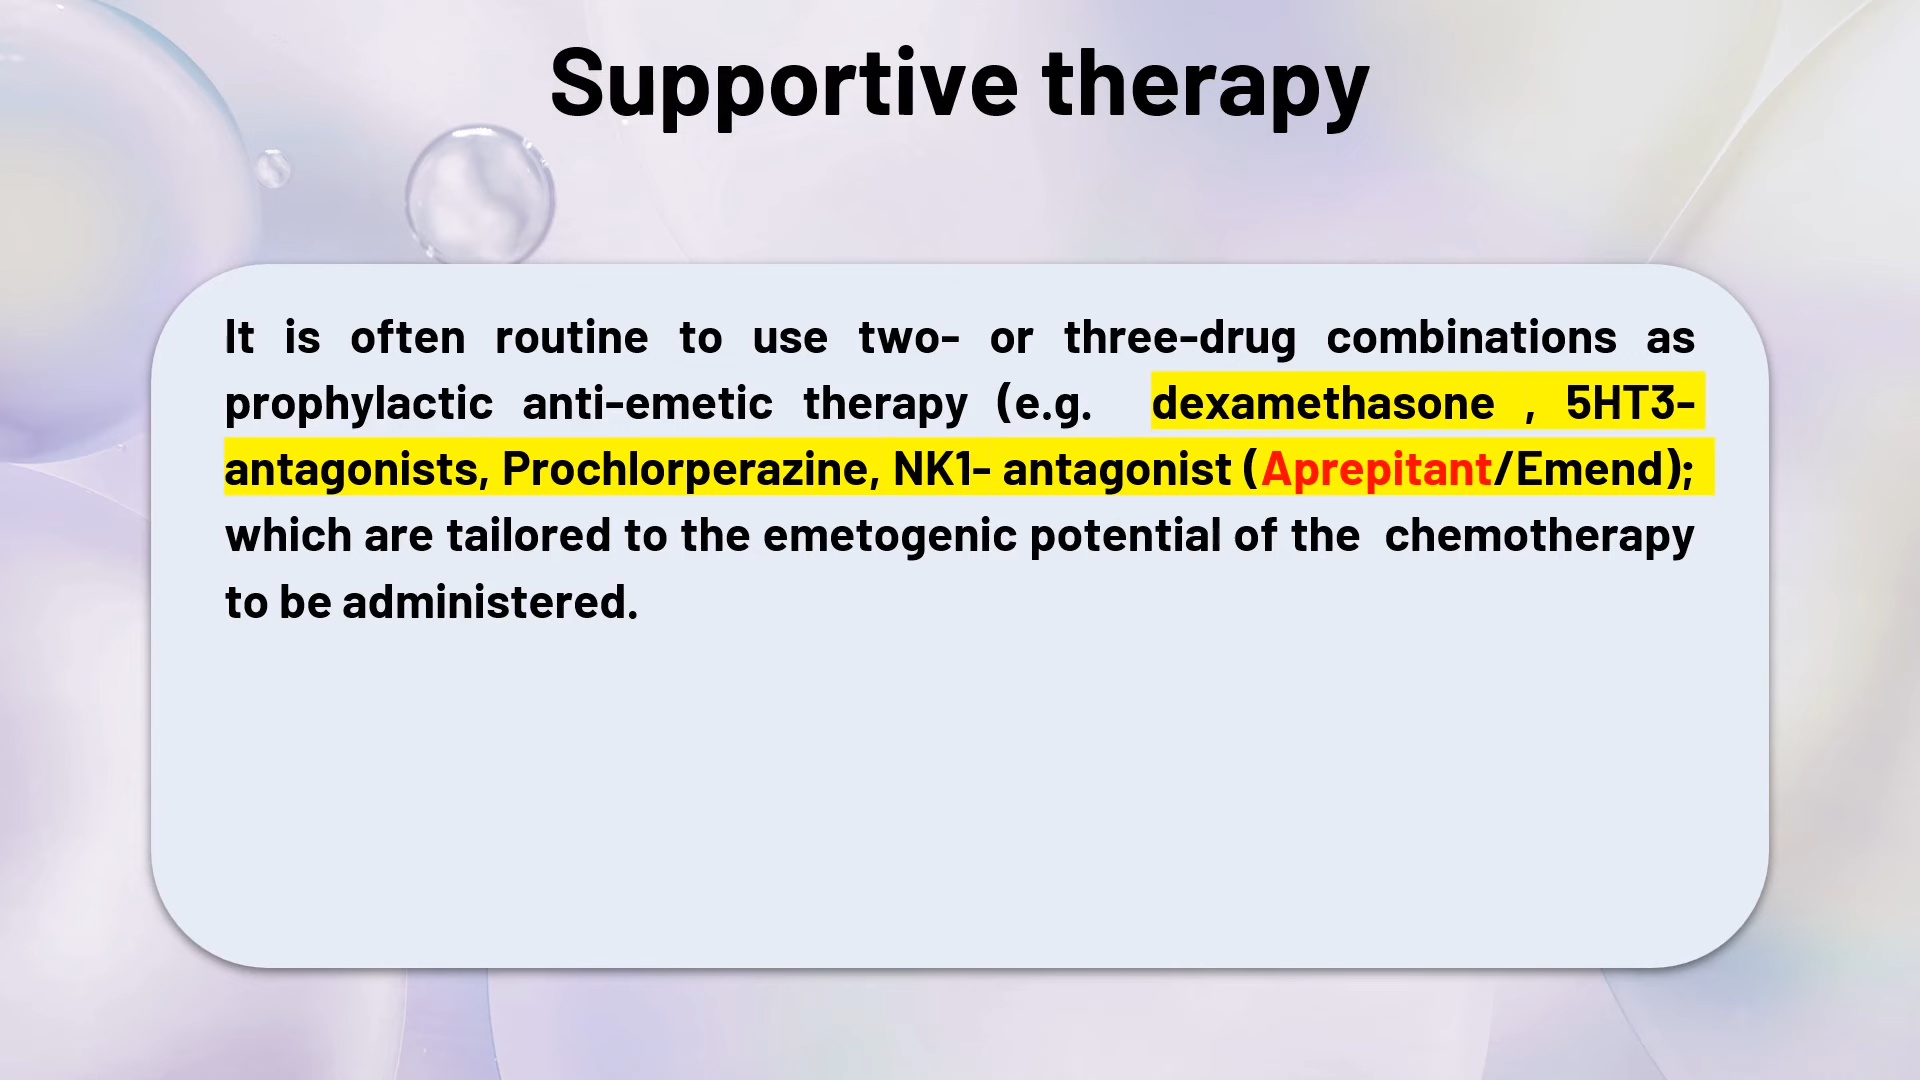 Supportive therapy
It is often routine to use two- or three-drug combinations as
prophylactic anti-emetic therapy (e.g. dexamethasone , 5HT3-
antagonists, Prochlorperazine, NK1- antagonist (Aprepitant/Emend);
which are tailored to the emetogenic potential of the chemotherapy
to be administered.